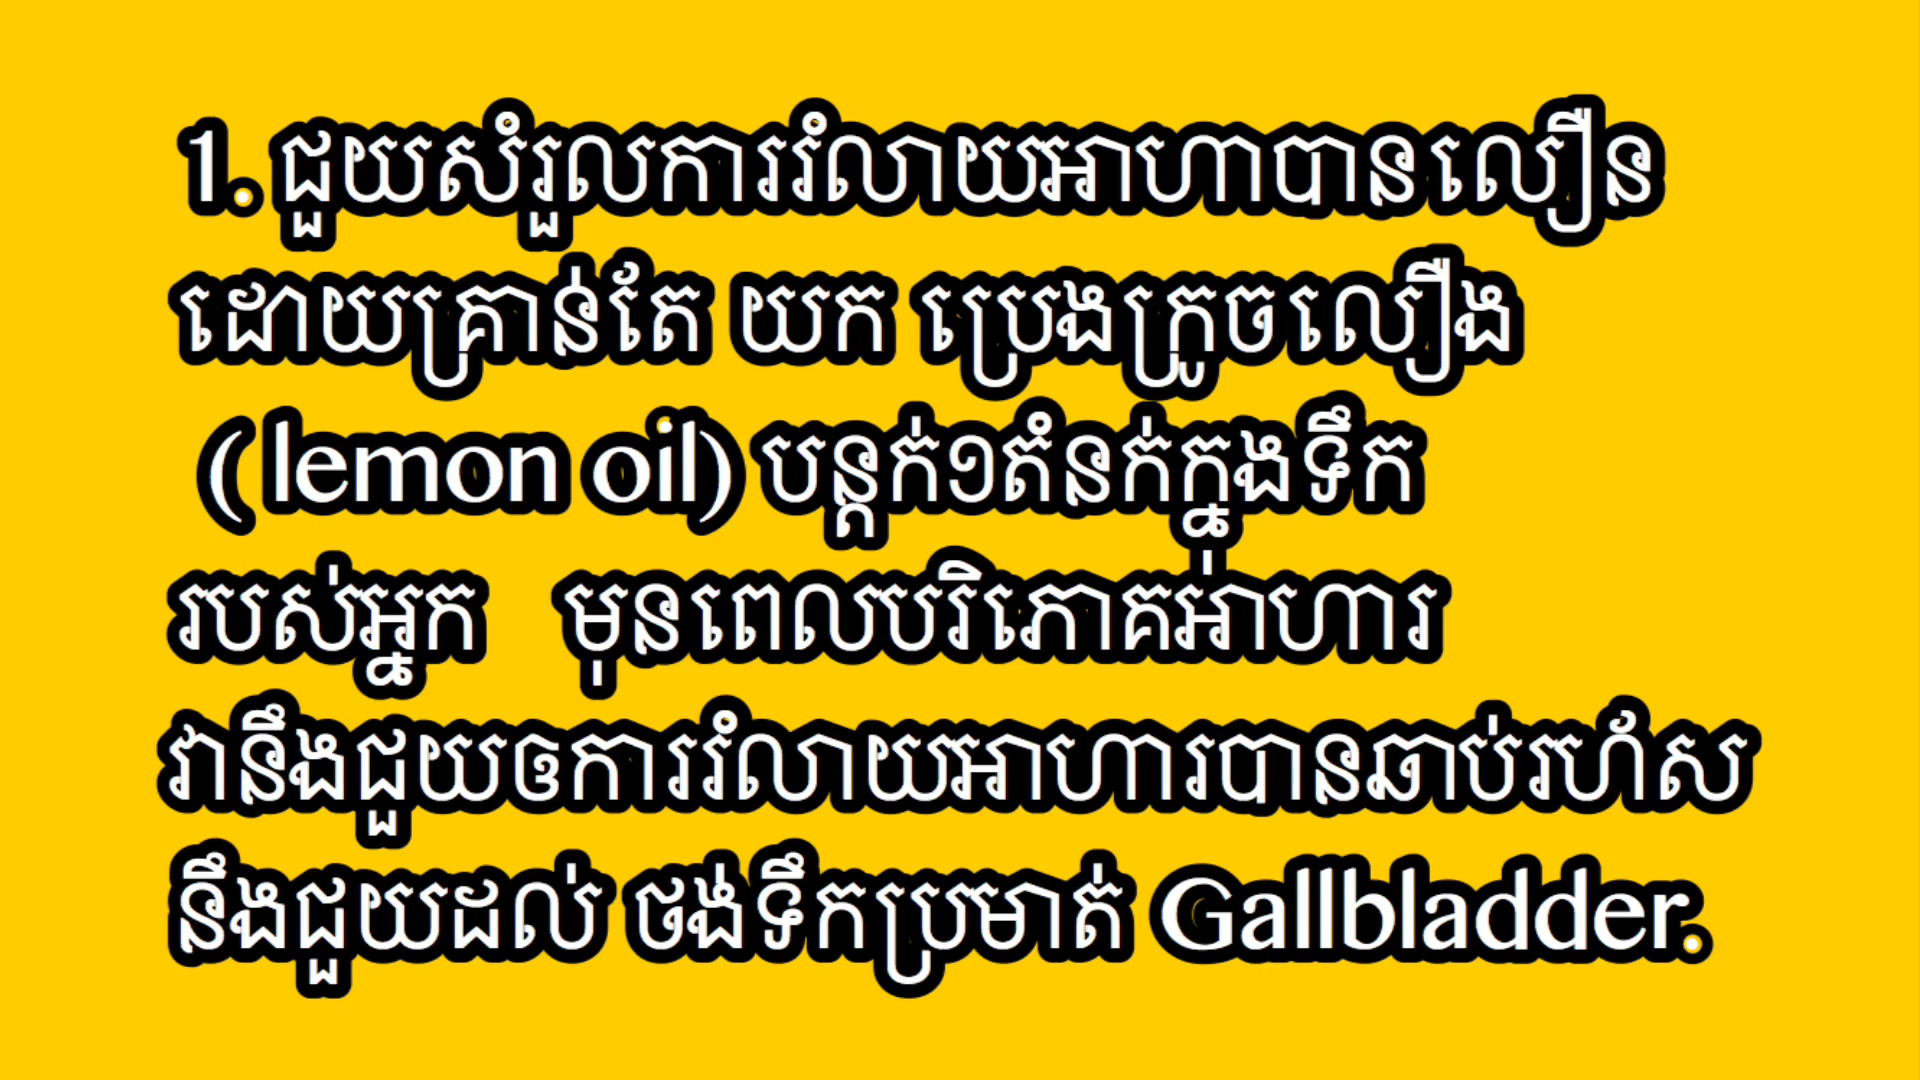 1. ជួយសំរួលការរំលាយអាហាបានលឿន
ដោយគ្រាន់តែ យក ប្រេងក្រូចលឿង
( lemon oil) បន្តក់១តំនក់ក្នុងទឹក
របស់អ្នក មុនពេលបរិភោគអាហារ
វានឹងជួយឲការរំលាយអាហារបានឆាប់រហ័ស
នឹងជួយដល់ ថង់ទឹកប្រមាត់ Gallbladder.